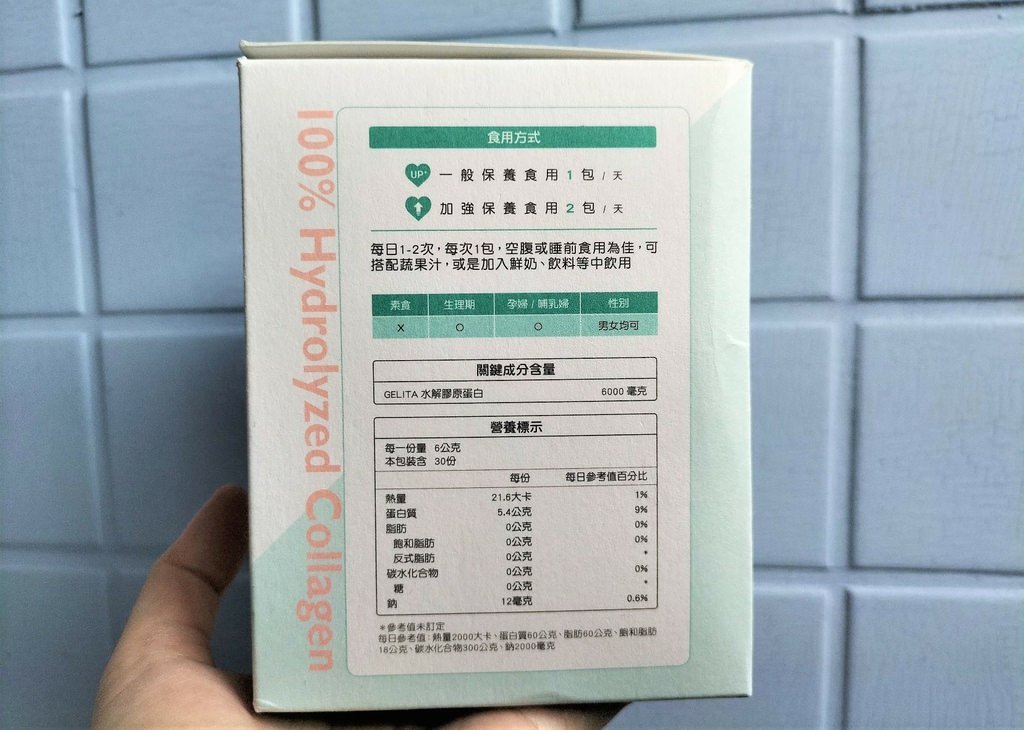 100% Hydrolyzed Collagen
食用方式
UP+ 一般保養食用1包/天
加強保養食用2包/天
每日1-2次，每次1包，空腹或睡前食用為佳，可
搭配蔬果汁，或是加入鮮奶、飲料等中飲用
素食 生理期 孕婦/哺乳婦 性別
X O O 男女均可
關鍵成分含量
GELITA 水解膠原蛋白 6000 毫克
營養標示
每一份量 6公克
本包裝含 30份
每份 每日參考值百分比
熱量 21.6大卡 1%
蛋白質 5.4公克 9%
脂肪 0公克 0%
飽和脂肪 0公克 0%
反式脂肪 0公克 *
碳水化合物 0公克 0%
糖 0公克 *
鈉 12毫克 0.6%
*參考值未訂定
每日參考值：熱量2000大卡、蛋白質60公克、脂肪60公克、飽和脂肪
18公克、碳水化合物300公克、鈉2000毫克